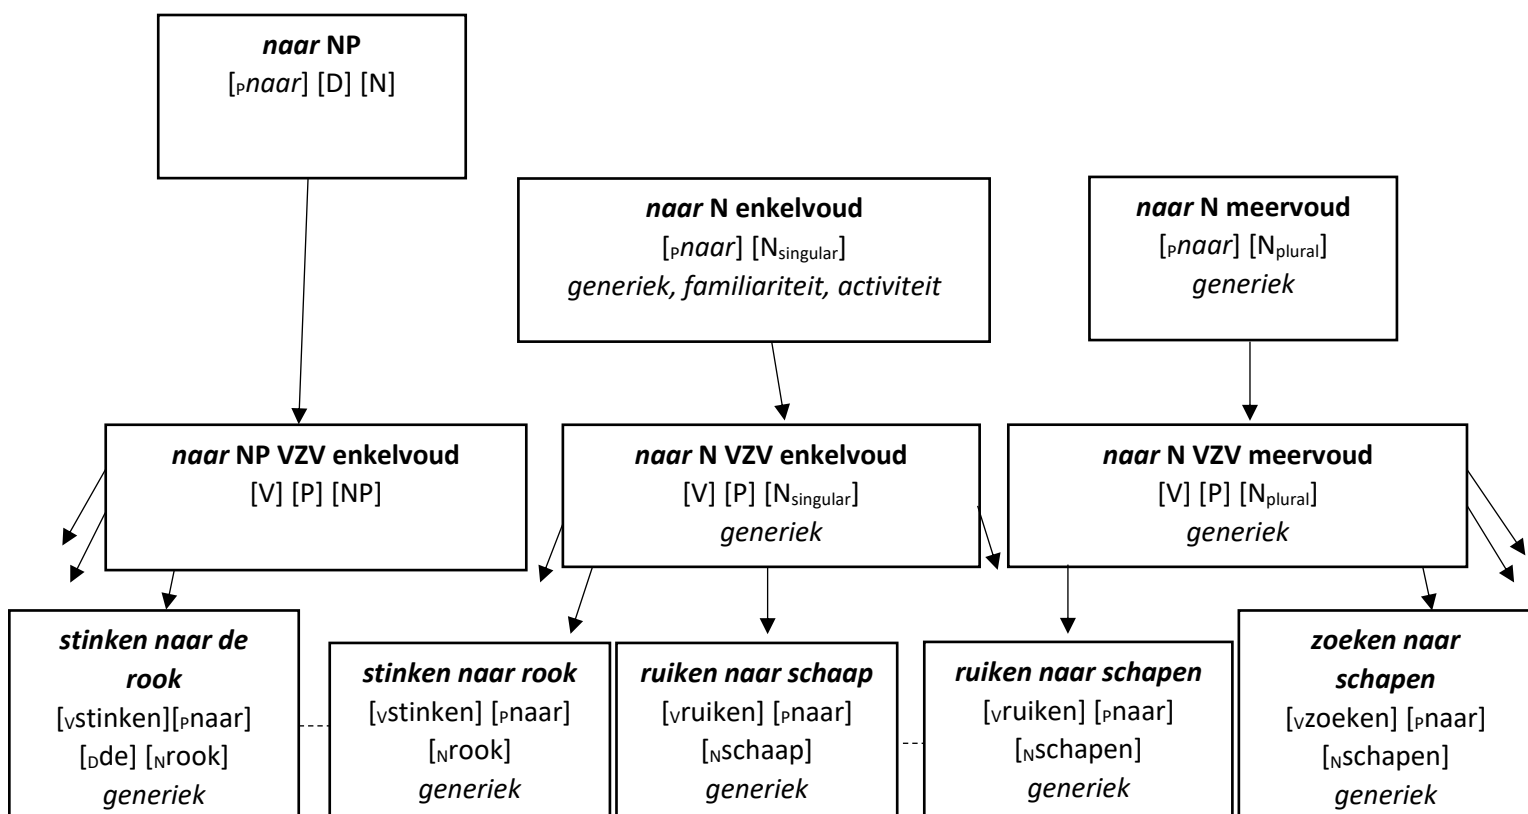 naar NP
[Pnaar] [D] [N]
naar N enkelvoud
[Pnaar] [Nsingular]
generiek, familiariteit, activiteit
naar N meervoud
[Pnaar] [Nplural]
generiek
naar NP VZV enkelvoud
[V] [P] [NP]
naar N VZV enkelvoud
[V] [P] [Nsingular]
generiek
naar N VZV meervoud
[V] [P] [Nplural]
generiek
stinken naar de
rook
[Vstinken][Pnaar]
[Dde] [Nrook]
generiek
stinken naar rook
[Vstinken] [Pnaar]
[Nrook]
generiek
ruiken naar schaap
[Vruiken] [Pnaar]
[Nschaap]
generiek
ruiken naar schapen
[Vruiken] [Pnaar]
[Nschapen]
generiek
zoeken naar
schapen
[Vzoeken] [Pnaar]
[Nschapen]
generiek